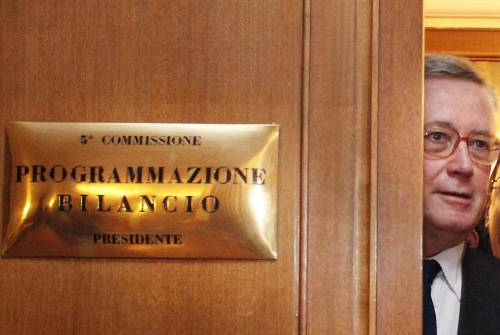 5ª COMMISSIONE
PROGRAMMAZIONE
BILANCIO
PRESIDENTE